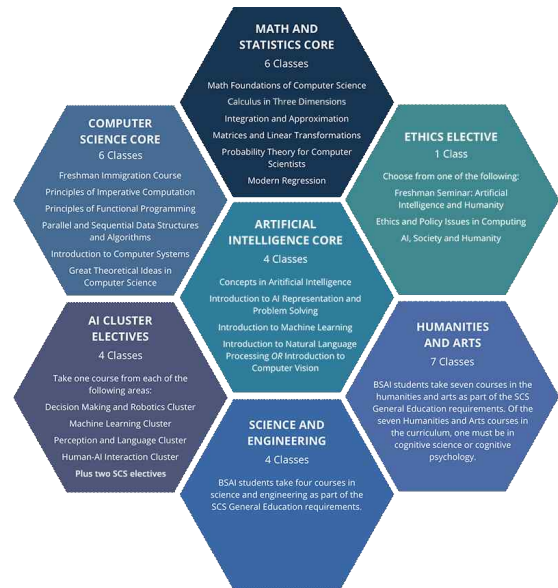 MATH AND
STATISTICS CORE
6 Classes
Math Foundations of Computer Science
Calculus in Three Dimensions
Integration and Approximation
Matrices and Linear Transformations
Probability Theory for Computer
Scientists
Modern Regression
COMPUTER
SCIENCE CORE
6 Classes
Freshman Immigration Course
Principles of Imperative Computation
Principles of Functional Programming
Parallel and Sequential Data Structures
and Algorithms
Introduction to Computer Systems
Great Theoretical Ideas in
Computer Science
ETHICS ELECTIVE
1 Class
Choose from one of the following:
Freshman Seminar: Artificial
Intelligence and Humanity
Ethics and Policy Issues in Computing
AI, Society and Humanity
ARTIFICIAL
INTELLIGENCE CORE
4 Classes
Concepts in Aritificial Intelligence
Introduction to AI Representation and
Problem Solving
Introduction to Machine Learning
Introduction to Natural Language
Processing OR Introduction to
Computer Vision
AI CLUSTER
ELECTIVES
4 Classes
Take one course from each of the
following areas:
Decision Making and Robotics Cluster
Machine Learning Cluster
Perception and Language Cluster
Human-AI Interaction Cluster
Plus two SCS electives
HUMANITIES
AND ARTS
7 Classes
BSAI students take seven courses in the
humanities and arts as part of the SCS
General Education requirements. Of the
seven Humanities and Arts courses in
the curriculum, one must be in
cognitive science or cognitive
psychology.
SCIENCE AND
ENGINEERING
4 Classes
BSAI students take four courses in
science and engineering as part of the
SCS General Education requirements.